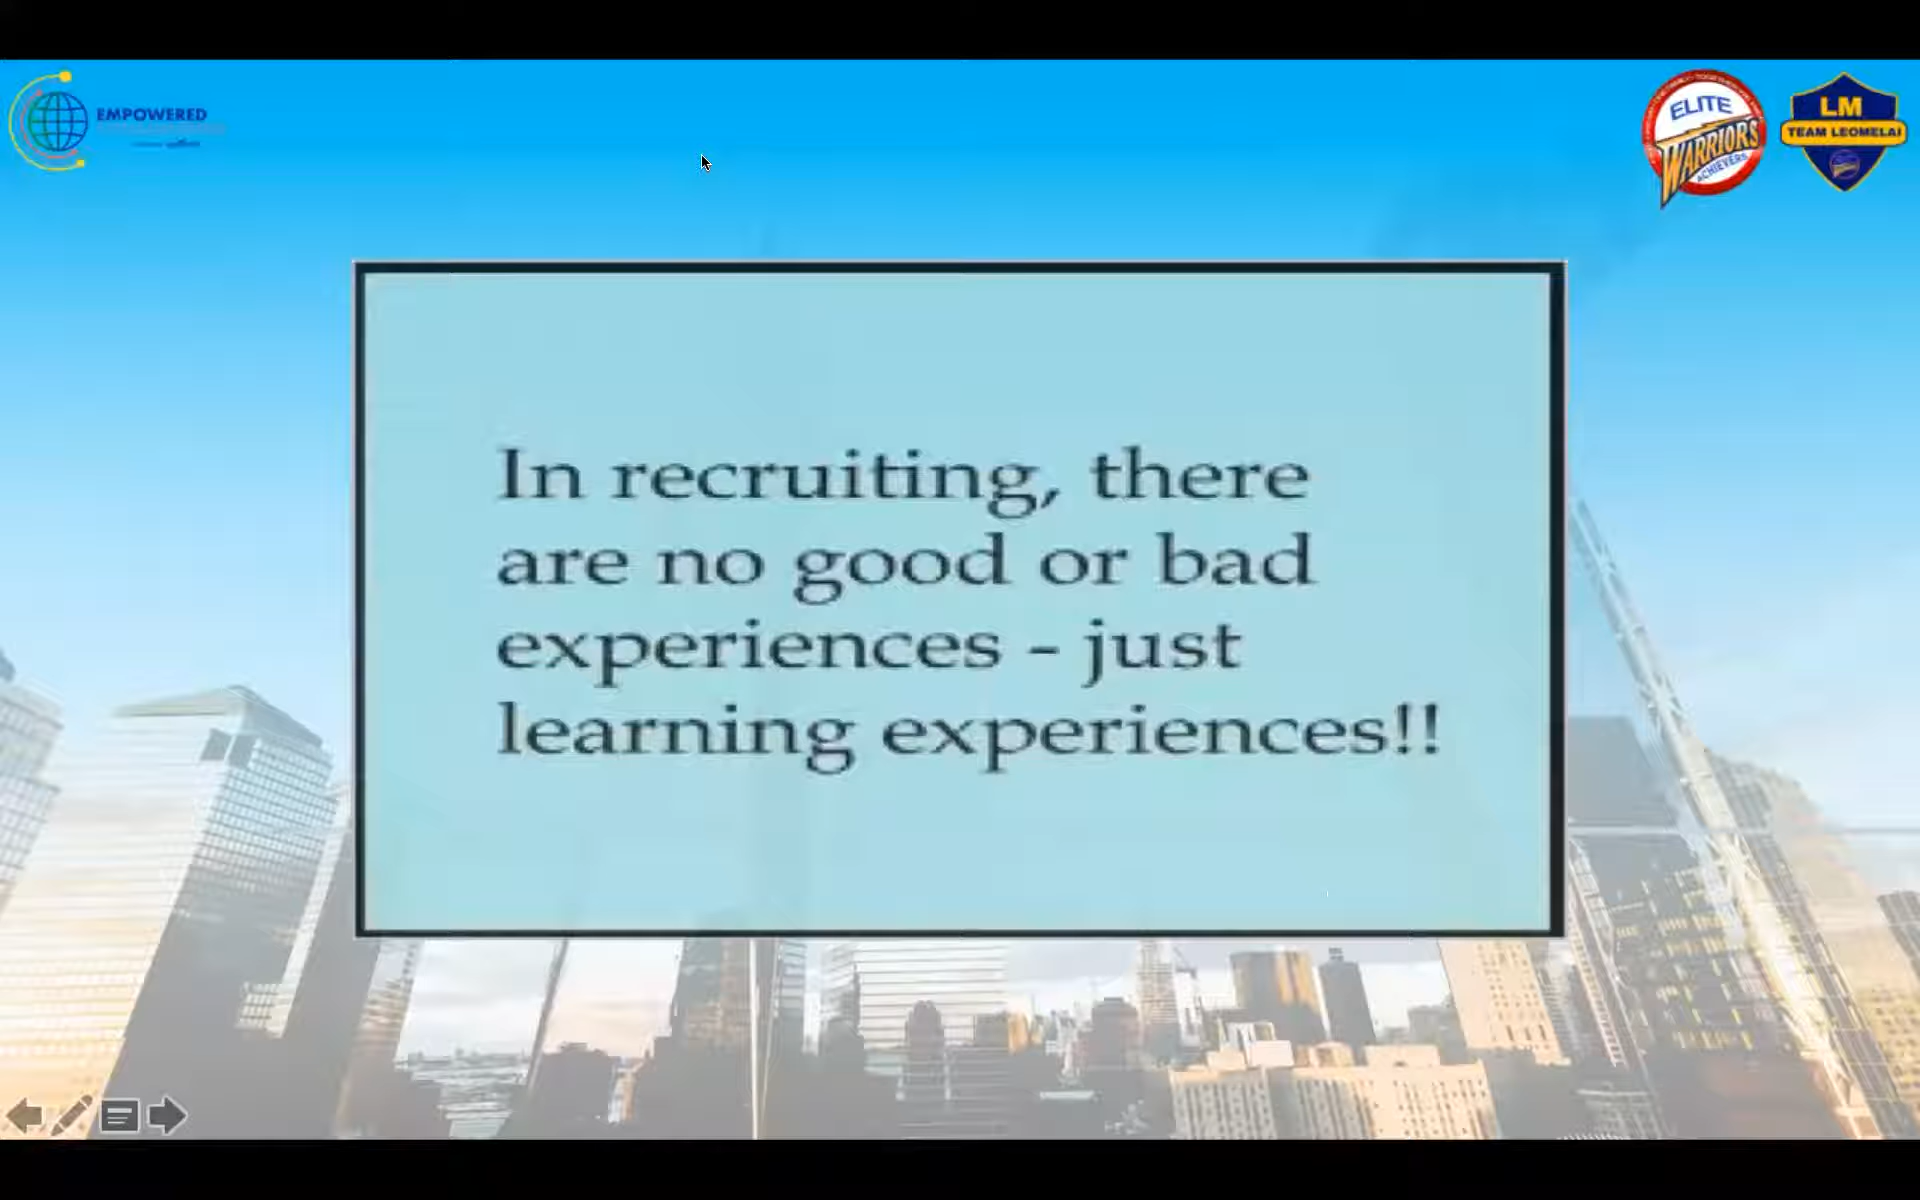 EMPOWERED
ELITE
WARRIORS
ACHIEVERS
LM
TEAM LEOMELAI
In recruiting, there
are no good or bad
experiences - just
learning experiences!!